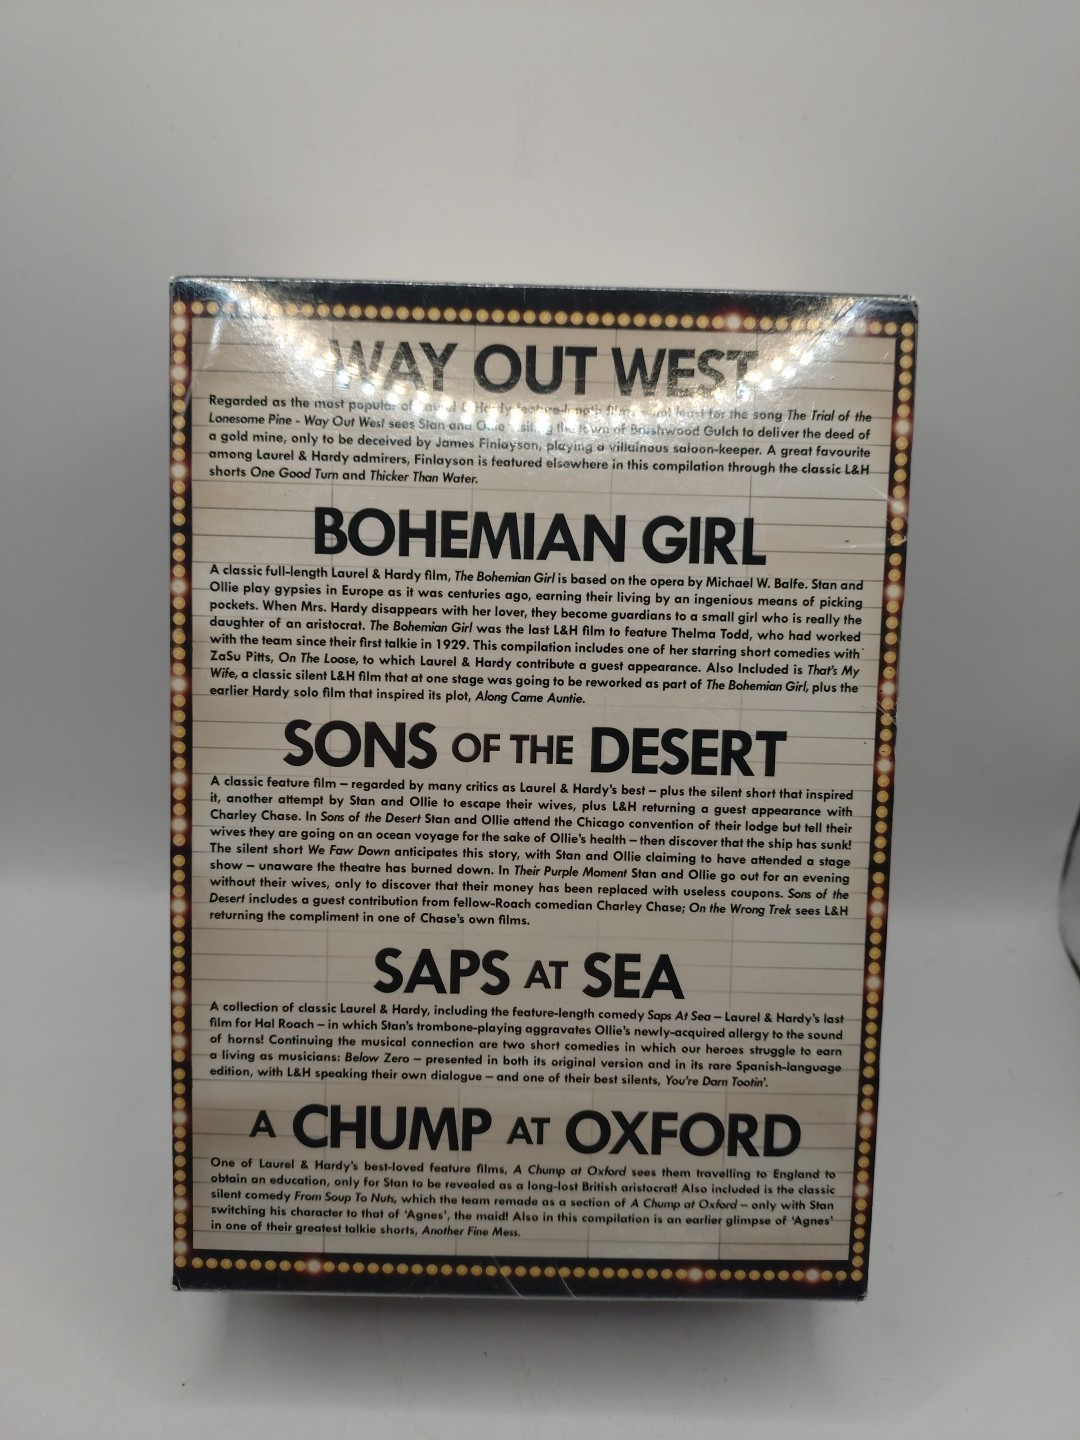 WAY OUT WEST
Regarded as the most popular of Laurel & Hardy feature-length films – not least for the song The Trial of the
Lonesome Pine - Way Out West sees Stan and Ollie visiting the town of Brushwood Gulch to deliver the deed of
a gold mine, only to be deceived by James Finlayson, playing a villainous saloon-keeper. A great favourite
among Laurel & Hardy admirers, Finlayson is featured elsewhere in this compilation through the classic L&H
shorts One Good Turn and Thicker Than Water.
BOHEMIAN GIRL
A classic full-length Laurel & Hardy film, The Bohemian Girl is based on the opera by Michael W. Balfe. Stan and
Ollie play gypsies in Europe as it was centuries ago, earning their living by an ingenious means of picking
pockets. When Mrs. Hardy disappears with her lover, they become guardians to a small girl who is really the
daughter of an aristocrat. The Bohemian Girl was the last L&H film to feature Thelma Todd, who had worked
with the team since their first talkie in 1929. This compilation includes one of her starring short comedies with
ZaSu Pitts, On The Loose, to which Laurel & Hardy contribute a guest appearance. Also Included is That's My
Wife, a classic silent L&H film that at one stage was going to be reworked as part of The Bohemian Girl, plus the
earlier Hardy solo film that inspired its plot, Along Came Auntie.
SONS OF THE DESERT
A classic feature film – regarded by many critics as Laurel & Hardy's best – plus the silent short that inspired
it, another attempt by Stan and Ollie to escape their wives, plus L&H returning a guest appearance with
Charley Chase. In Sons of the Desert Stan and Ollie attend the Chicago convention of their lodge but tell their
wives they are going on an ocean voyage for the sake of Ollie's health – then discover that the ship has sunk!
The silent short We Faw Down anticipates this story, with Stan and Ollie claiming to have attended a stage
show – unaware the theatre has burned down. In Their Purple Moment Stan and Ollie go out for an evening
without their wives, only to discover that their money has been replaced with useless coupons. Sons of the
Desert includes a guest contribution from fellow-Roach comedian Charley Chase; On the Wrong Trek sees L&H
returning the compliment in one of Chase's own films.
SAPS AT SEA
A collection of classic Laurel & Hardy, including the feature-length comedy Saps At Sea – Laurel & Hardy's last
film for Hal Roach – in which Stan's trombone-playing aggravates Ollie's newly-acquired allergy to the sound
of horns! Continuing the musical connection are two short comedies in which our heroes struggle to earn
a living as musicians: Below Zero – presented in both its original version and in its rare Spanish-language
edition, with L&H speaking their own dialogue – and one of their best silents, You're Darn Tootin'.
A CHUMP AT OXFORD
One of Laurel & Hardy's best-loved feature films, A Chump at Oxford sees them travelling to England to
obtain an education, only for Stan to be revealed as a long-lost British aristocrat! Also included is the classic
silent comedy From Soup To Nuts, which the team remade as a section of A Chump at Oxford – only with Stan
switching his character to that of 'Agnes', the maid! Also in this compilation is an earlier glimpse of 'Agnes'
in one of their greatest talkie shorts, Another Fine Mess.